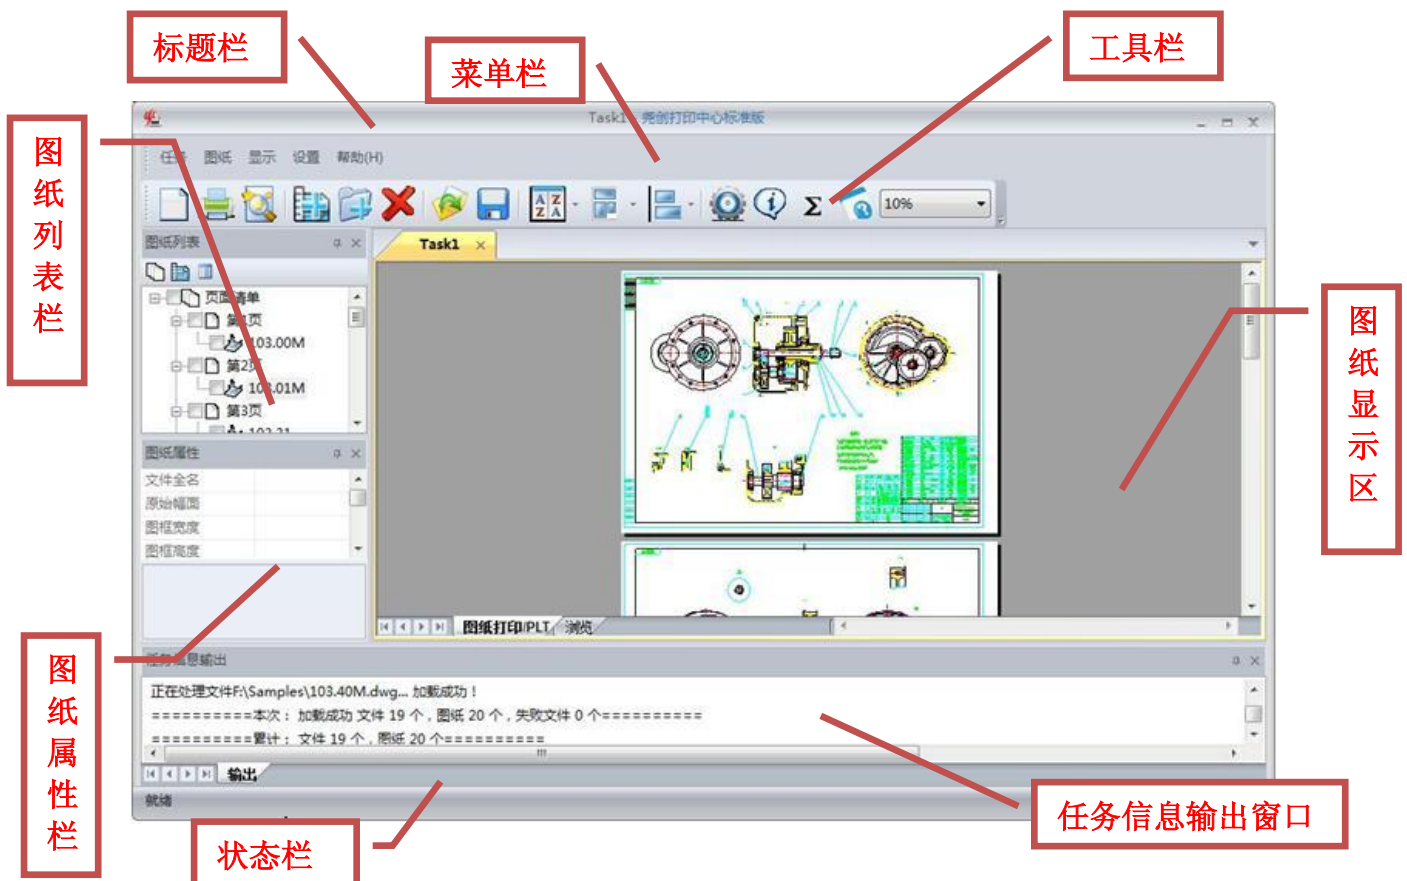 标题栏
菜单栏
工具栏
图纸列表栏
Task1 - 尧创打印中心标准版
任务 图纸 显示 设置 帮助(H)
10%
图纸列表
Task1
页面清单
第1页
103.00M
第2页
103.01M
第3页
图纸显示区
图纸属性
文件全名
原始幅面
图框宽度
图框高度
图纸打印/PLT 浏览
图纸属性栏
任务信息输出
正在处理文件F:\Samples\103.40M.dwg... 加载成功！
==========本次： 加载成功 文件 19 个，图纸 20 个，失败文件 0 个==========
==========累计： 文件 19 个，图纸 20 个==========
输出
就绪
任务信息输出窗口
状态栏